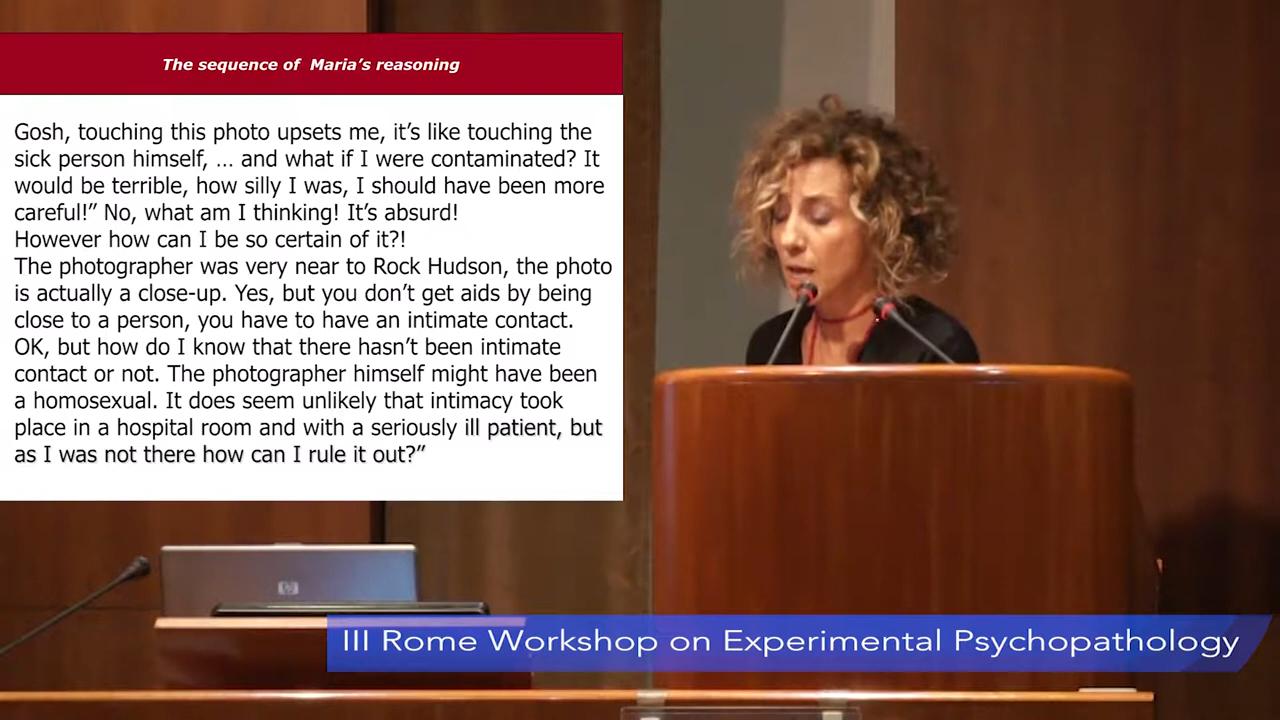 The sequence of Maria's reasoning
Gosh, touching this photo upsets me, it's like touching the
sick person himself, ... and what if I were contaminated? It
would be terrible, how silly I was, I should have been more
careful!" No, what am I thinking! It's absurd!
However how can I be so certain of it?!
The photographer was very near to Rock Hudson, the photo
is actually a close-up. Yes, but you don't get aids by being
close to a person, you have to have an intimate contact.
OK, but how do I know that there hasn't been intimate
contact or not. The photographer himself might have been
a homosexual. It does seem unlikely that intimacy took
place in a hospital room and with a seriously ill patient, but
as I was not there how can I rule it out?"
hp
III Rome Workshop on Experimental Psychopathology